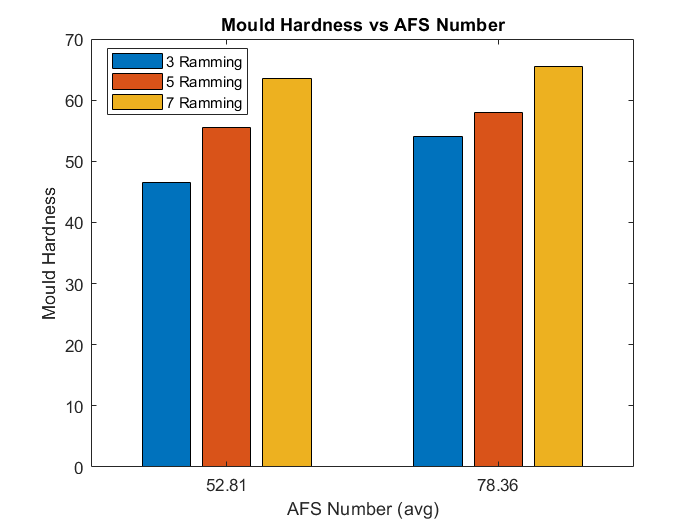 Mould Hardness vs AFS Number
3 Ramming
5 Ramming
7 Ramming
70
60
50
40
30
20
10
0
Mould Hardness
52.81
78.36
AFS Number (avg)